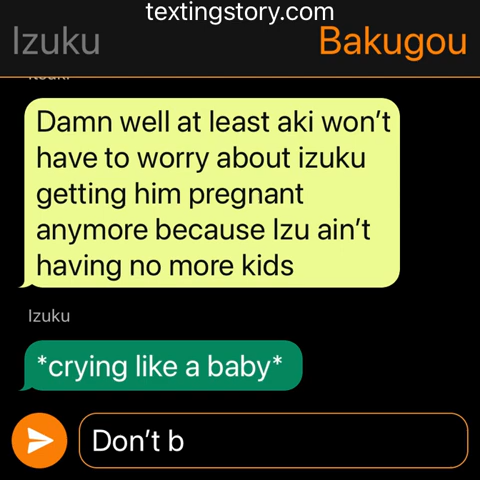 textingstory.com
Izuku
Bakugou
Damn well at least aki won’t
have to worry about izuku
getting him pregnant
anymore because Izu ain’t
having no more kids
Izuku
*crying like a baby*
Don’t b